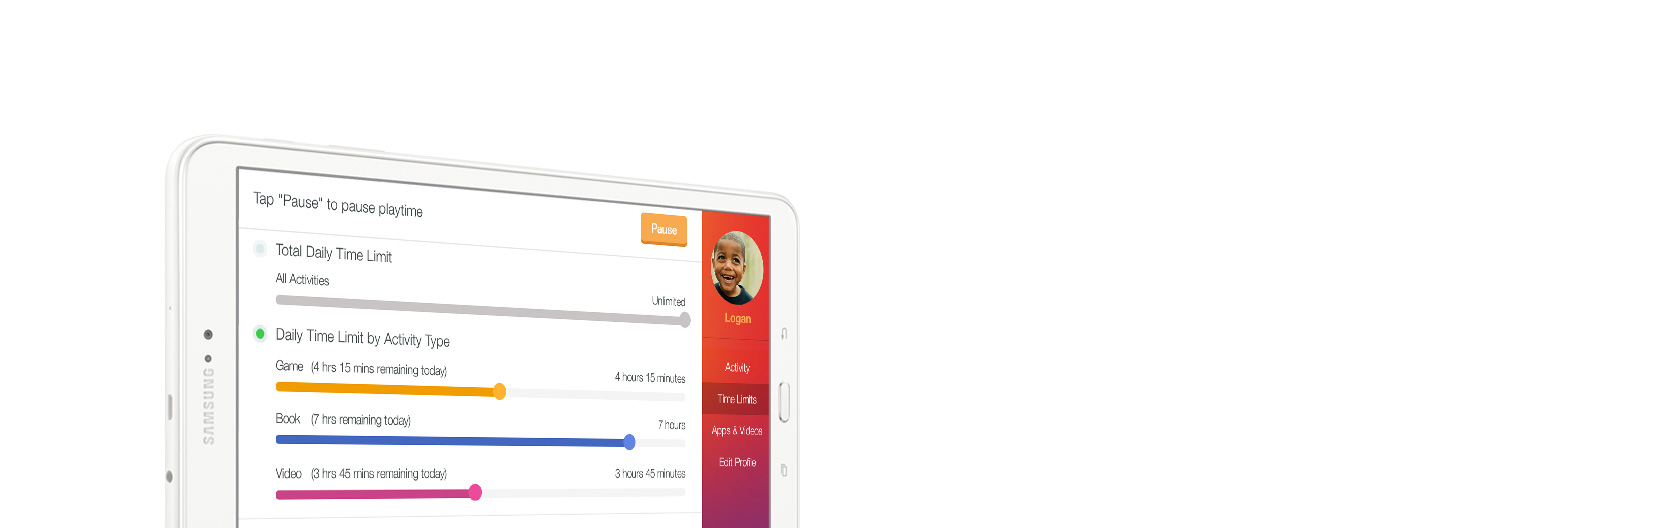 Tap "Pause" to pause playtime
Pause
Total Daily Time Limit
All Activities
Unlimited
Daily Time Limit by Activity Type
Game (4 hrs 15 mins remaining today)
4 hours 15 minutes
Book (7 hrs remaining today)
7 hours
Video (3 hrs 45 mins remaining today)
3 hours 45 minutes
Logan
Activity
Time Limits
Apps & Videos
Edit Profile
SAMSUNG